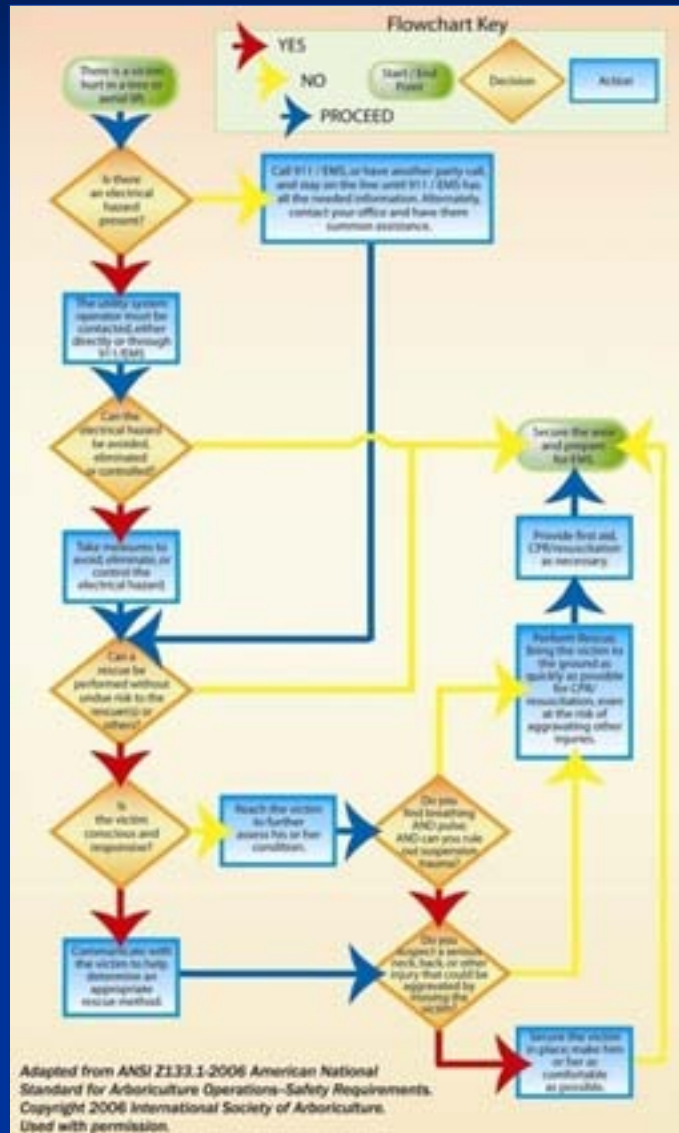 Flowchart Key
YES
NO
PROCEED
Start / End
Point
Decision
Action
There is a victim
hurt in a tree or
aerial lift.
Is there
an electrical
hazard
present?
Call 911 / EMS, or have another party call,
and stay on the line until 911 / EMS has
all the needed information. Alternately,
contact your office and have them
summon assistance.
The utility system
operator must be
contacted, either
directly or through
911/EMS
Can the
electrical hazard
be avoided,
eliminated
or controlled?
Secure the
and prepare
for EMS.
Take measures to
avoid, eliminate, or
control the
electrical hazard.
Provide first aid,
CPR/resuscitation
as necessary.
Can a
rescue be
performed without
undue risk to the
rescuer(s) or
others?
Perform Rescue.
Bring the victim to
the ground as
quickly as possible
for CPR/
resuscitation, even
at the risk of
aggravating other
injuries.
Is
the victim
conscious and
responsive?
Reach the victim
to further
assess his or her
condition.
Do you
find breathing
AND pulse
AND can you rule
out suspension
trauma?
Communicate with
the victim to help
determine an
appropriate
rescue method.
Do you
suspect a serious
neck, back, or other
injury that could be
aggravated by
moving the
victim?
Secure the victim
in place; make him
or her as
comfortable
as possible.
Adapted from ANSI Z133.1-2006 American National
Standard for Arboriculture Operations–Safety Requirements.
Copyright 2006 International Society of Arboriculture.
Used with permission.